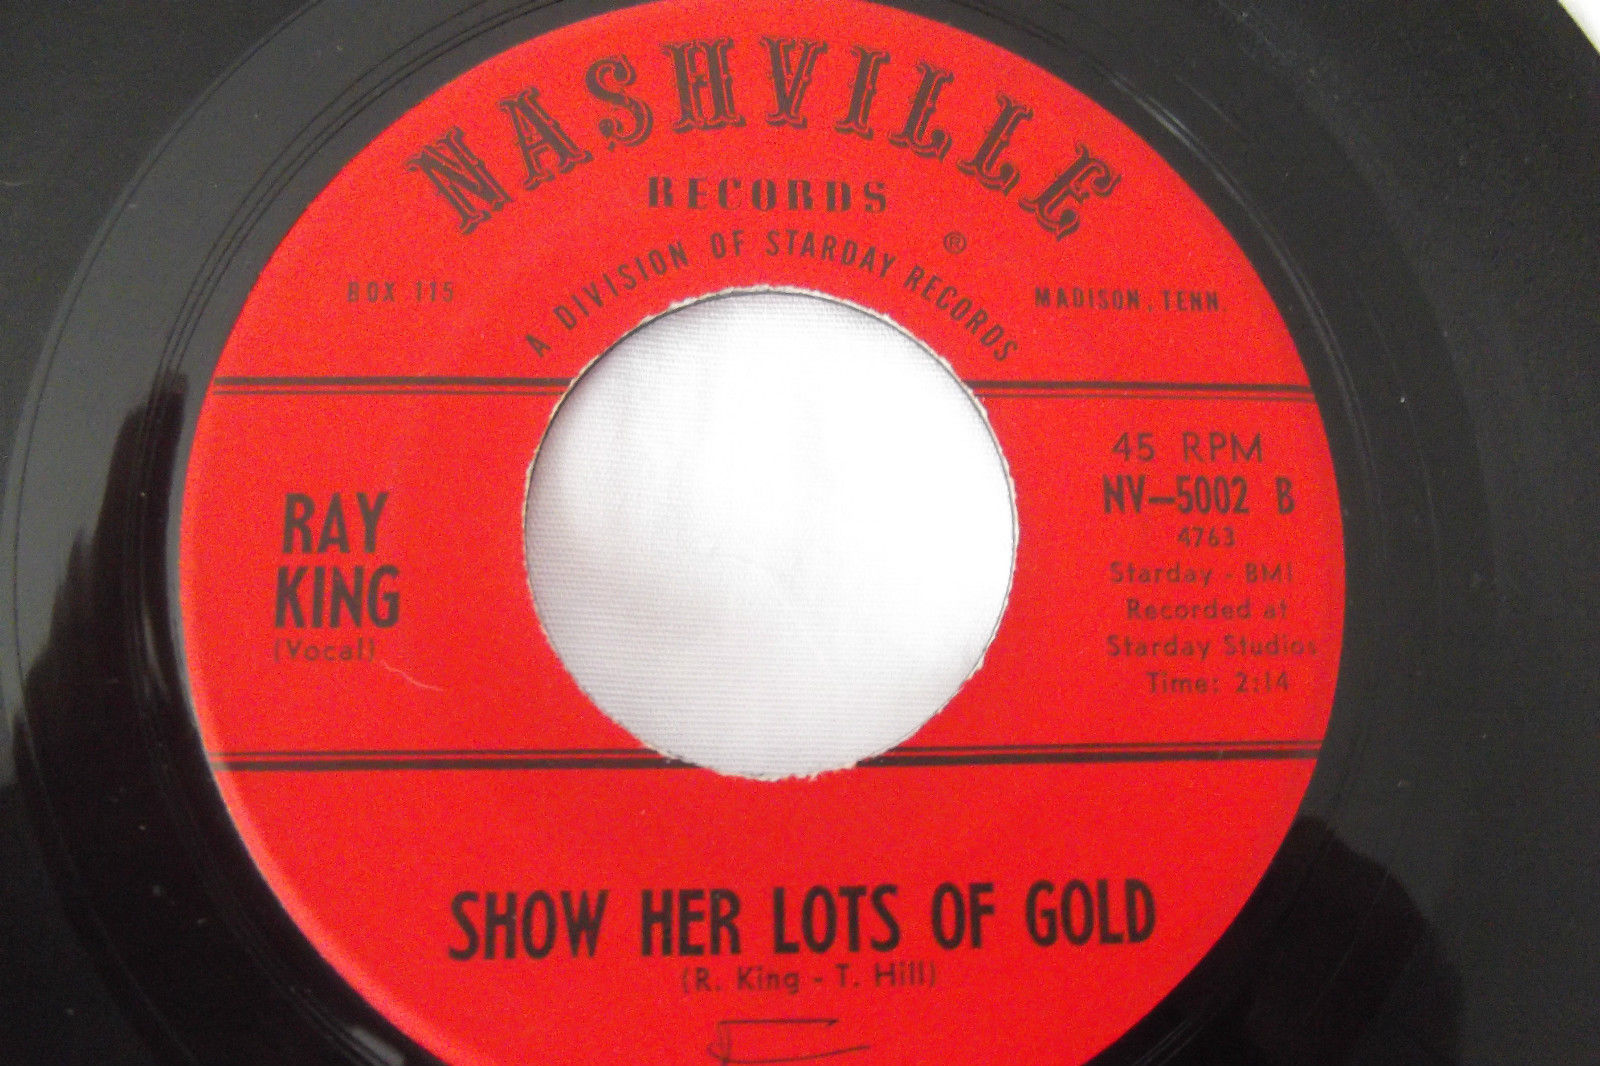 NASHVILLE
RECORDS
®
A DIVISION OF STARDAY RECORDS
BOX 115
MADISON, TENN.
45 RPM
NV-5002 B
4763
Starday - BMI
Recorded at
Starday Studios
Time: 2:14
RAY
KING
(Vocal)
SHOW HER LOTS OF GOLD
(R. King - T. Hill)